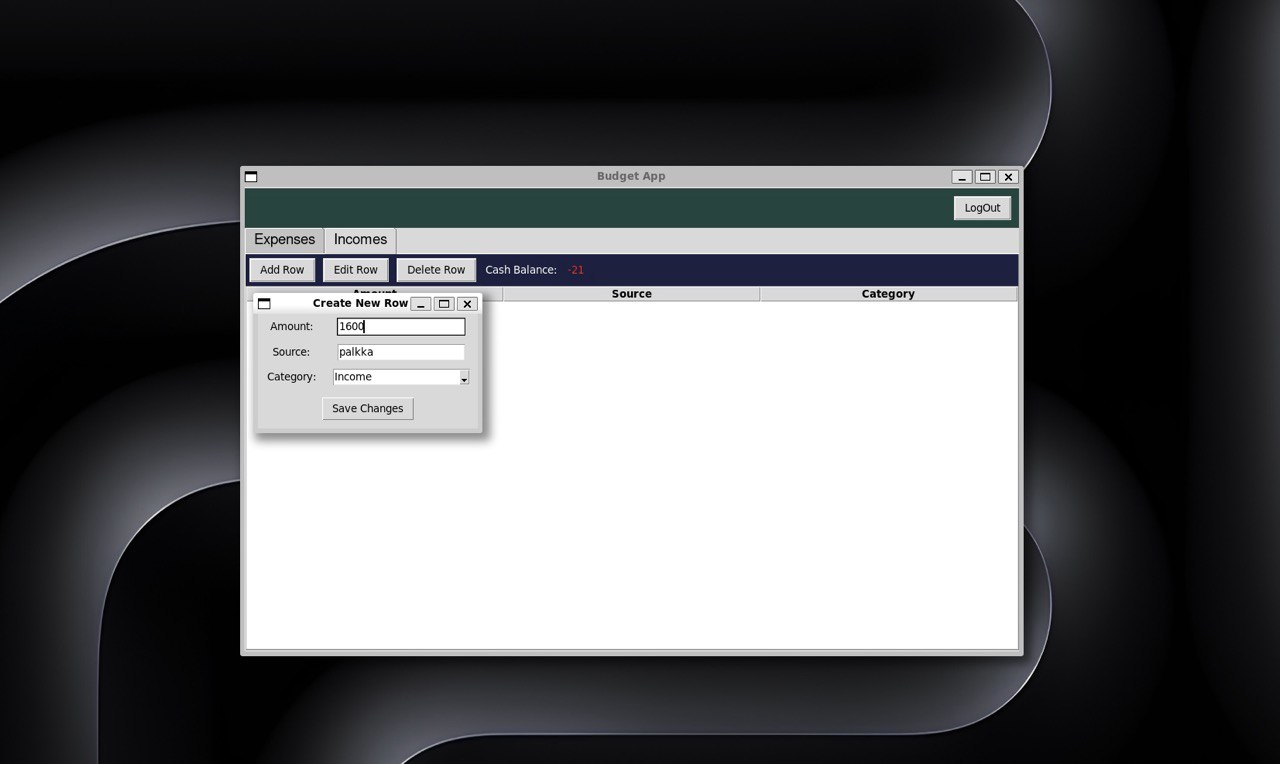 Budget App
LogOut
Expenses Incomes
Add Row Edit Row Delete Row Cash Balance: -21
Amount Source Category
Create New Row
Amount: 1600
Source: palkka
Category: Income
Save Changes